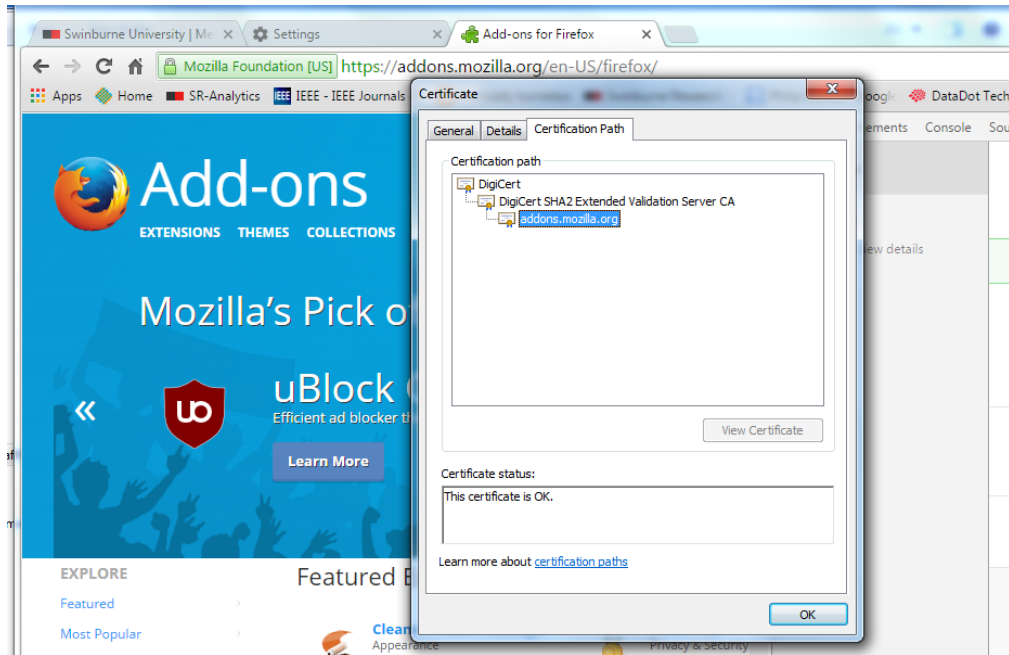 Swinburne University | Me
Settings
Add-ons for Firefox
Mozilla Foundation [US] https://addons.mozilla.org/en-US/firefox/
Apps Home SR-Analytics IEEE IEEE - IEEE Journals DataDot Tech
Certificate
General Details Certification Path
Certification path
DigiCert
DigiCert SHA2 Extended Validation Server CA
addons.mozilla.org
View Certificate
Certificate status:
This certificate is OK.
Learn more about certification paths
OK
Console
Add-ons
EXTENSIONS THEMES COLLECTIONS
Mozilla's Pick o
«
uBlock
Efficient ad blocker th
Learn More
EXPLORE
Featured
Most Popular
Featured
Clean
Appearance
Privacy & Security
details